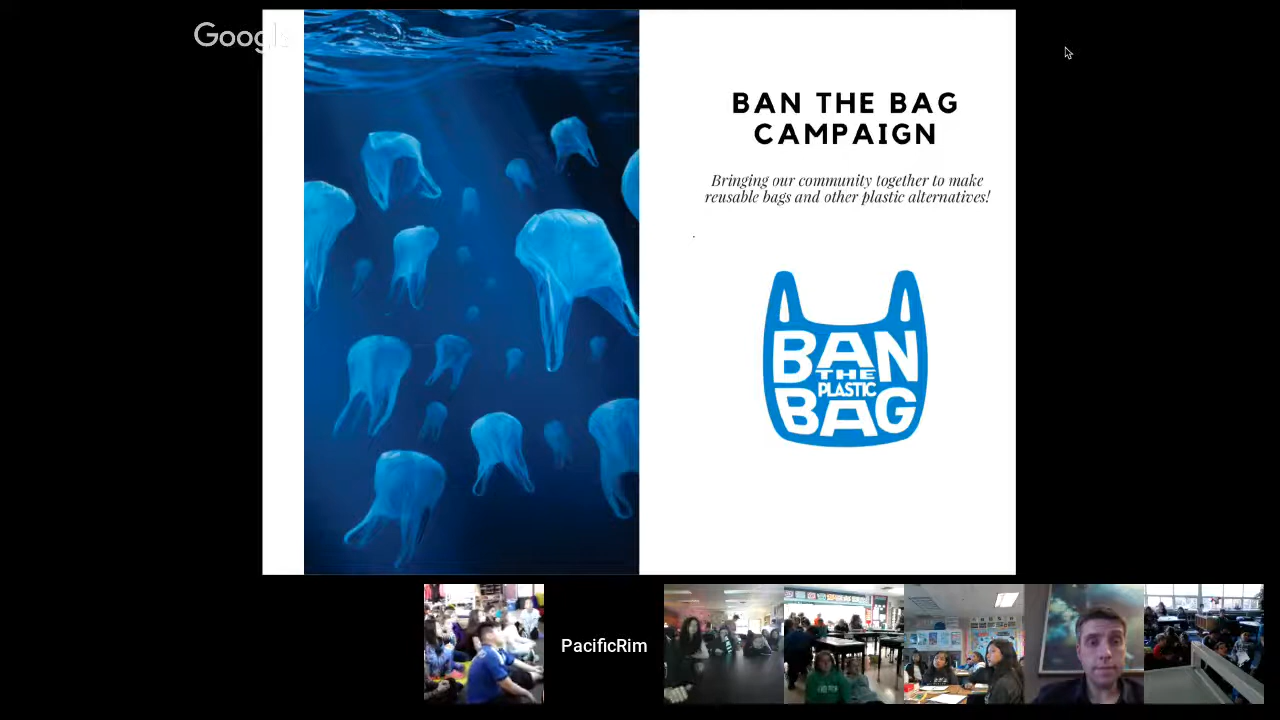 Google
BAN THE BAG
CAMPAIGN
Bringing our community together to make
reusable bags and other plastic alternatives!
BAN
THE
PLASTIC
BAG
PacificRim